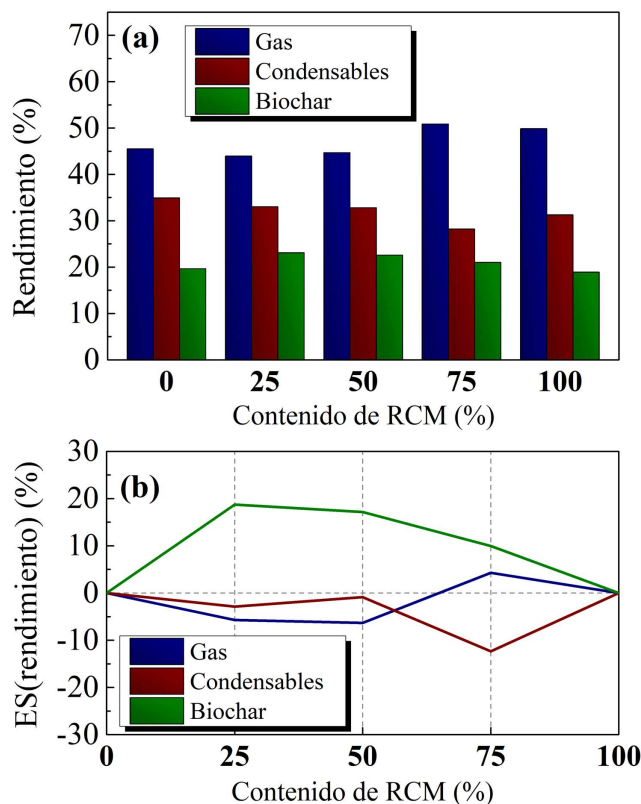 (a)
Gas
Condensables
Biochar
Rendimiento (%)
70
60
50
40
30
20
10
0
0 25 50 75 100
Contenido de RCM (%)
(b)
ES(rendimiento) (%)
30
20
10
0
-10
-20
-30
Gas
Condensables
Biochar
0 25 50 75 100
Contenido de RCM (%)